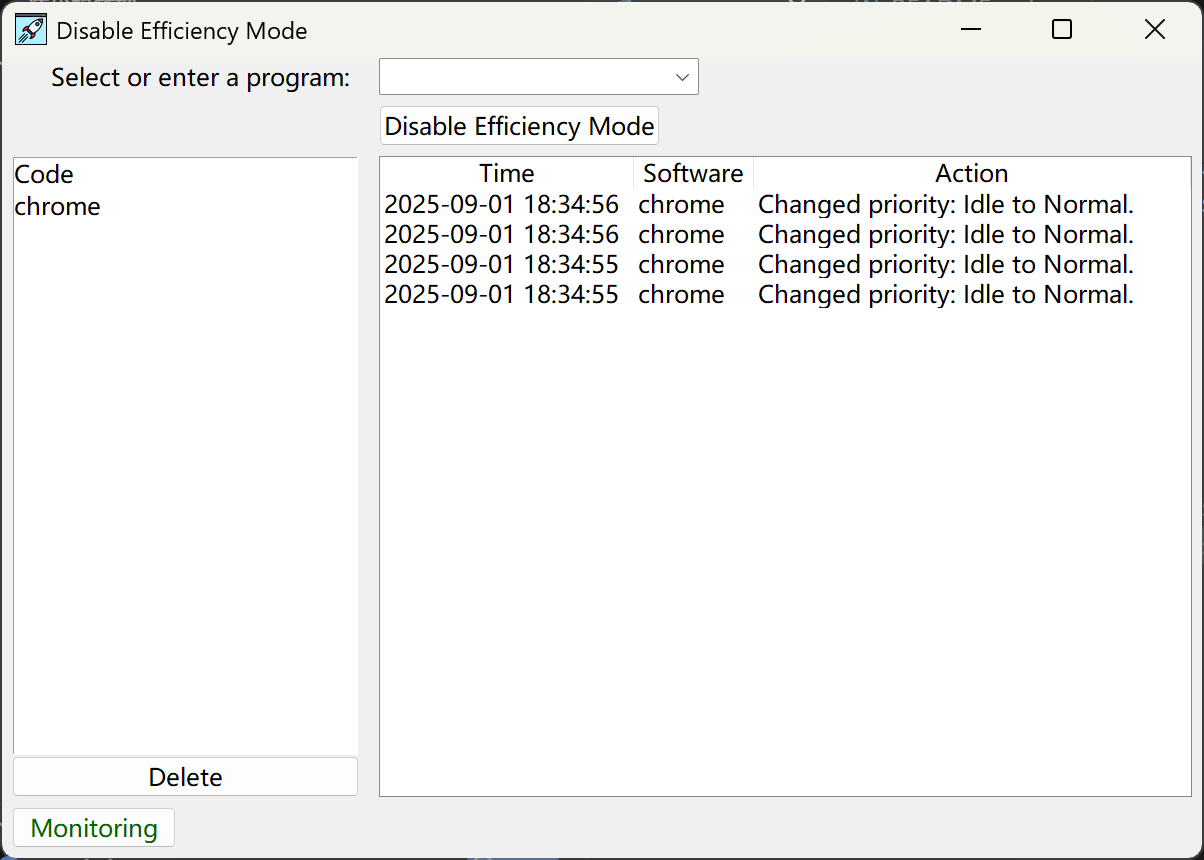 Disable Efficiency Mode
Select or enter a program:
Disable Efficiency Mode
Code
chrome
Delete
Monitoring
Time Software Action
2025-09-01 18:34:56 chrome Changed priority: Idle to Normal.
2025-09-01 18:34:56 chrome Changed priority: Idle to Normal.
2025-09-01 18:34:55 chrome Changed priority: Idle to Normal.
2025-09-01 18:34:55 chrome Changed priority: Idle to Normal.